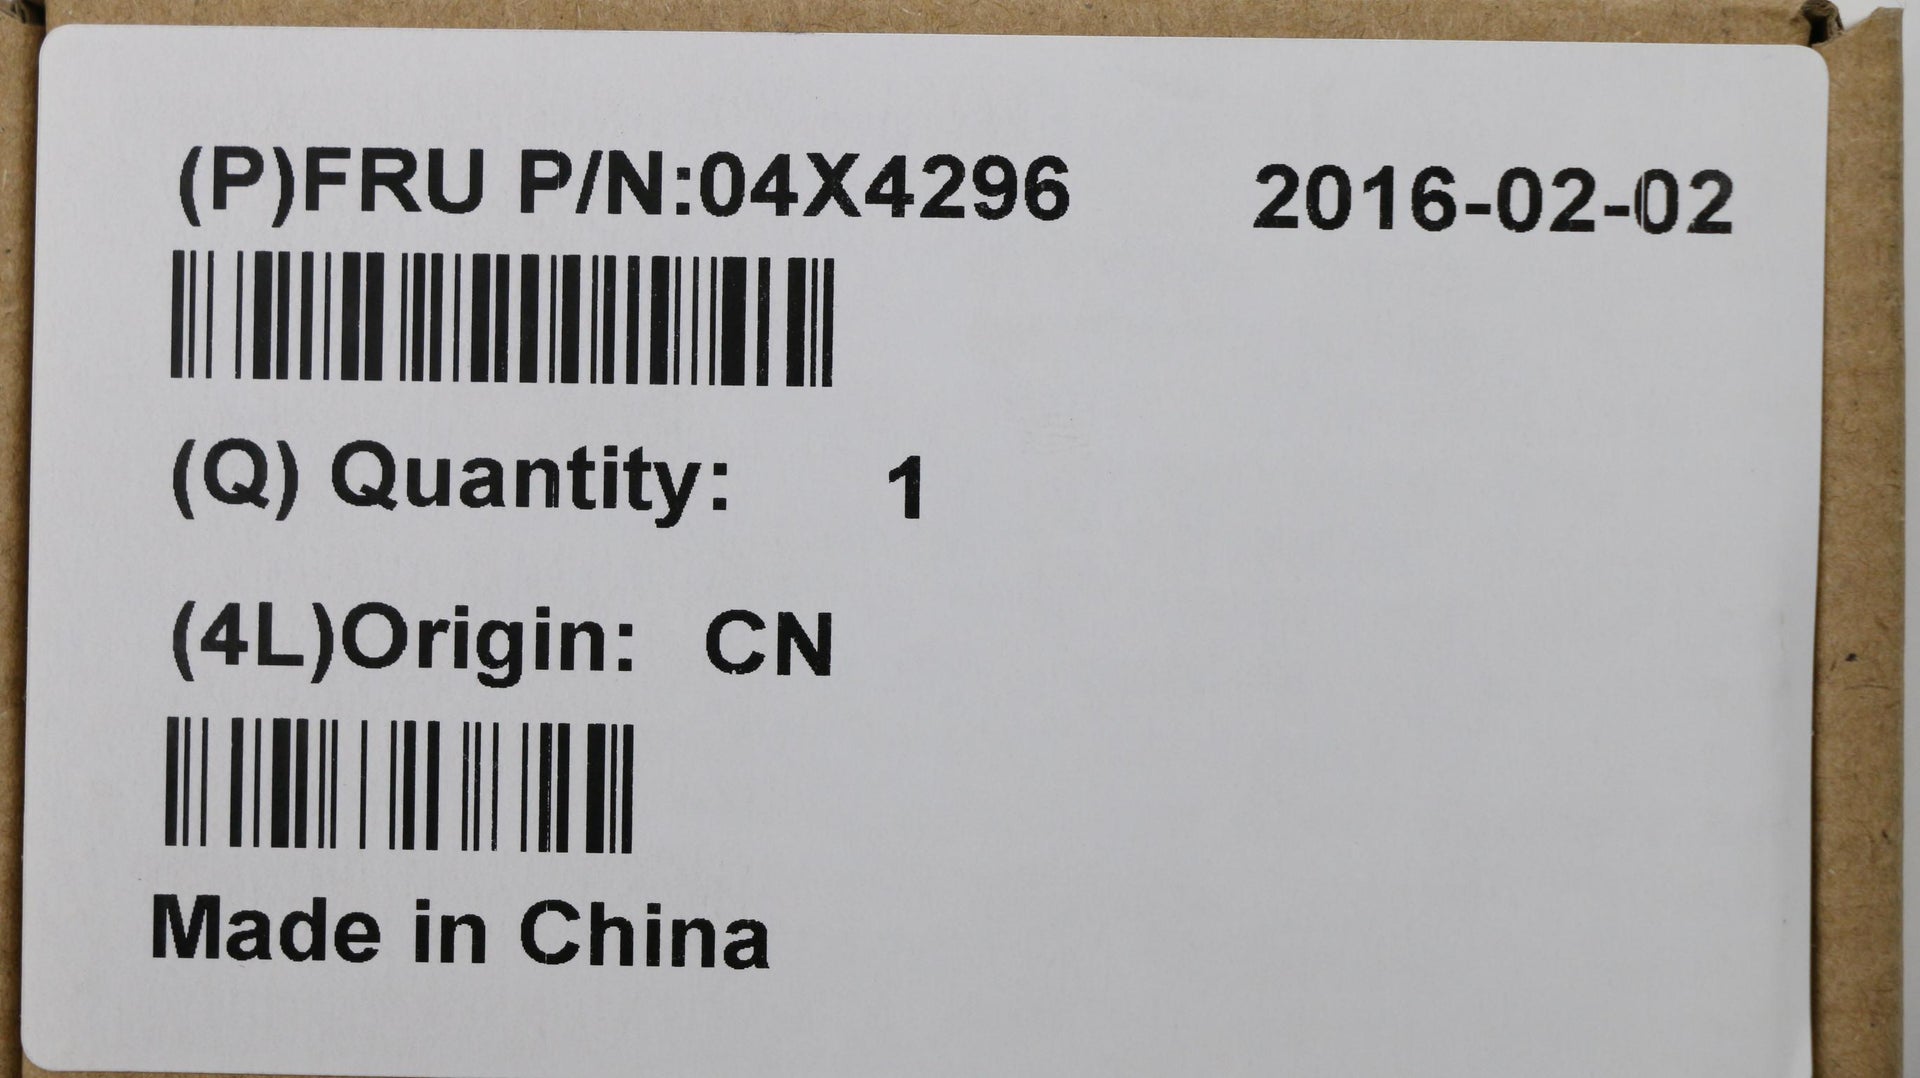 (P)FRU P/N:04X4296 2016-02-02
(Q) Quantity: 1
(4L)Origin: CN
Made in China